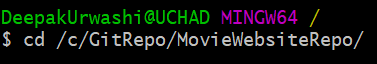 DeepakUrwashi@UCHAD MINGW64 /
$ cd /c/GitRepo/MovieWebsiteRepo/